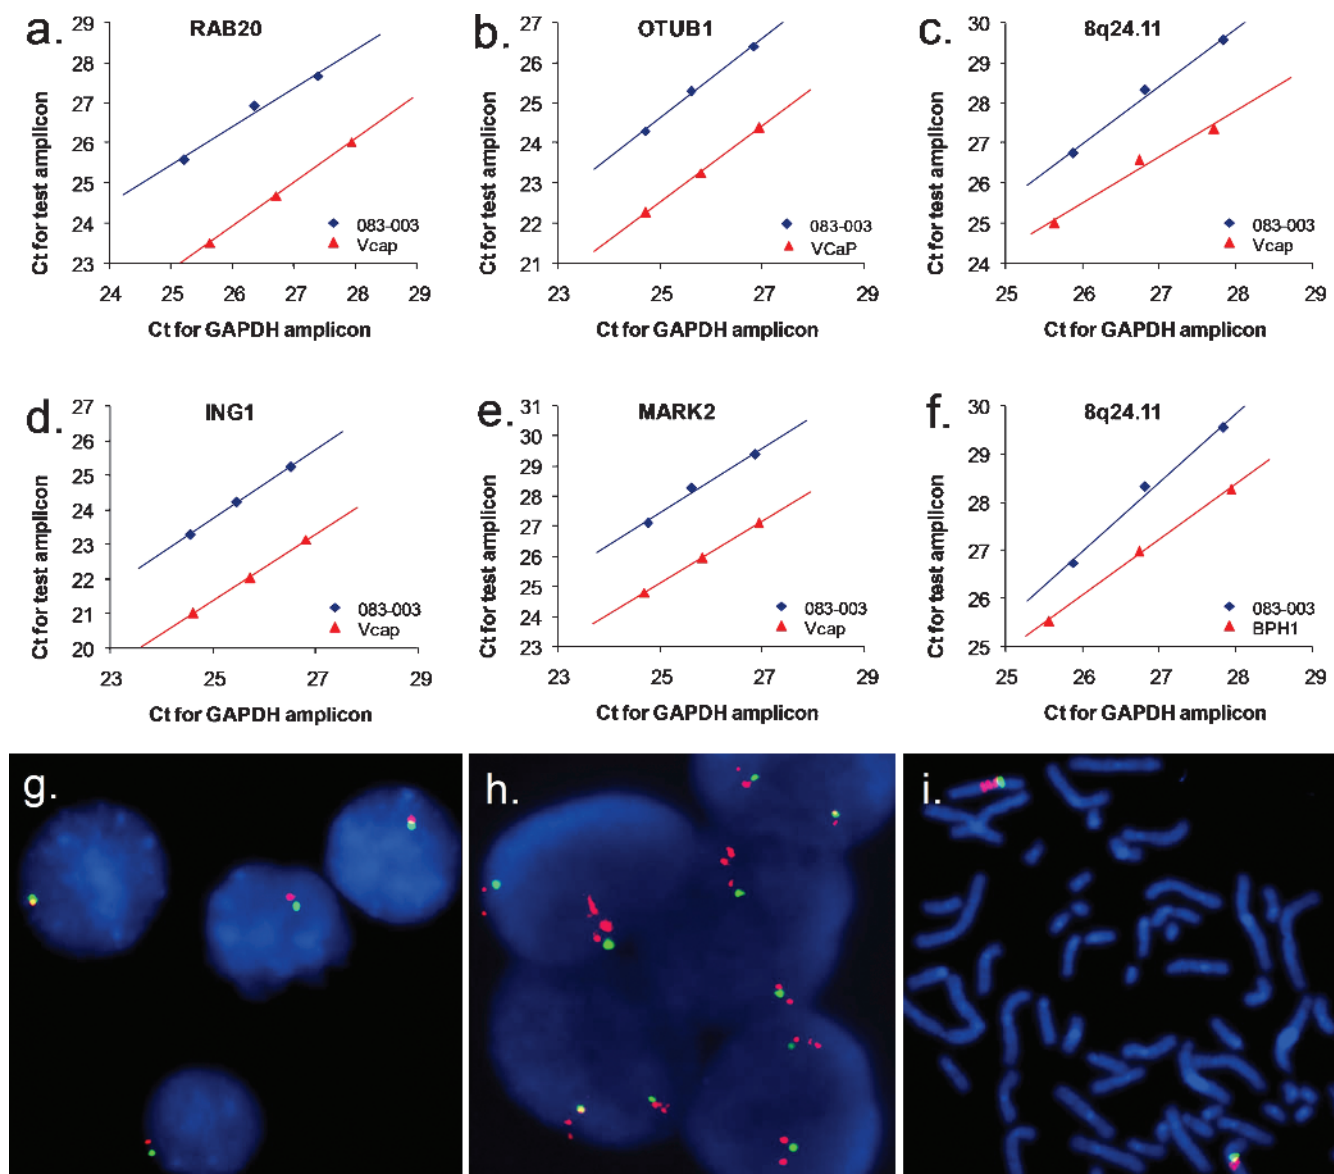 a.
RAB20
Ct for test amplicon
29
28
27
26
25
24
23
24 25 26 27 28 29
Ct for GAPDH amplicon
083-003
Vcap
b.
OTUB1
Ct for test amplicon
27
26
25
24
23
22
21
23 25 27 29
Ct for GAPDH amplicon
083-003
VCaP
c.
8q24.11
Ct for test amplicon
30
29
28
27
26
25
24
25 26 27 28 29
Ct for GAPDH amplicon
083-003
Vcap
d.
ING1
Ct for test amplicon
27
26
25
24
23
22
21
20
23 25 27 29
Ct for GAPDH amplicon
083-003
Vcap
e.
MARK2
Ct for test amplicon
31
30
29
28
27
26
25
24
23
23 25 27 29
Ct for GAPDH amplicon
083-003
Vcap
f.
8q24.11
Ct for test amplicon
30
29
28
27
26
25
25 26 27 28 29
Ct for GAPDH amplicon
083-003
BPH1
g.
h.
i.